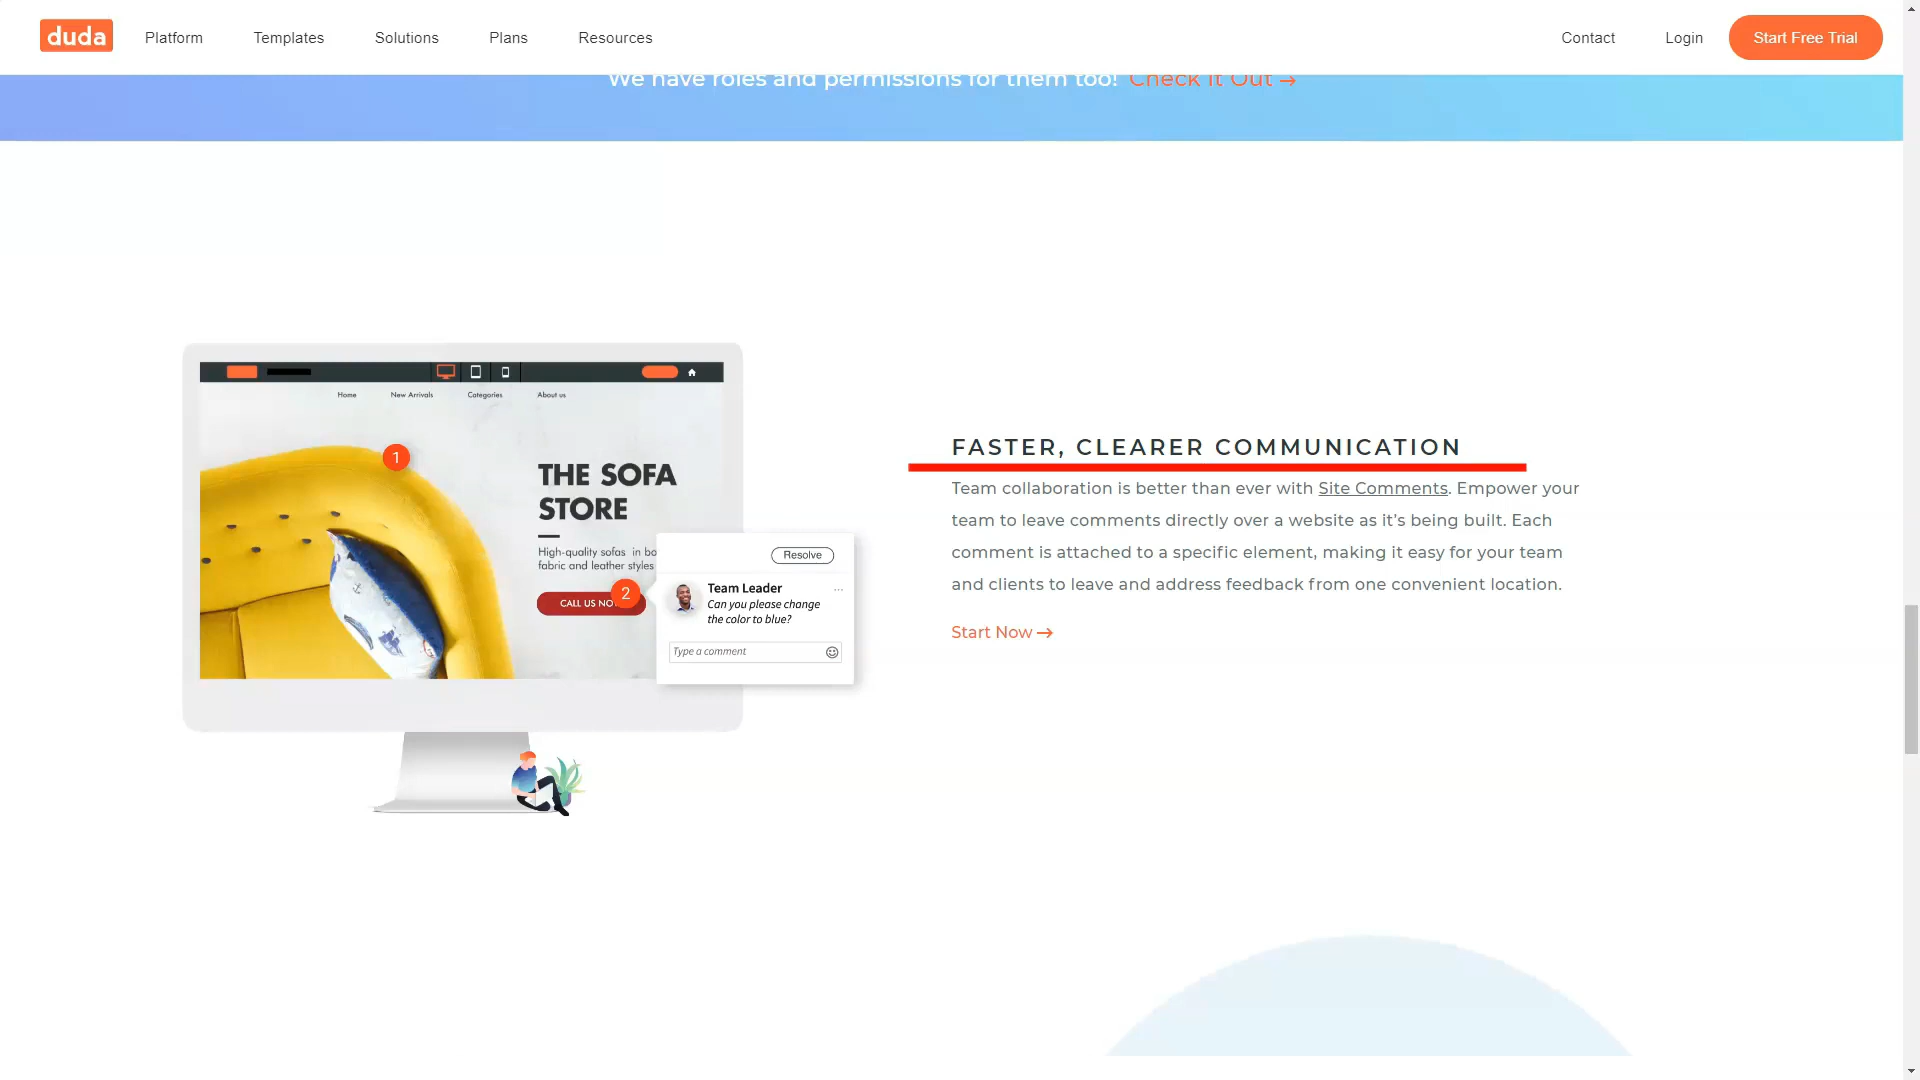 duda
Platform
Templates
Solutions
Plans
Resources
Contact
Login
Start Free Trial
We have roles and permissions for them too! Check It Out →
Home
New Arrivals
Categories
About us
1
THE SOFA
STORE
High-quality sofas in bo
fabric and leather styles
CALL US NO
2
Resolve
Team Leader
...
Can you please change
the color to blue?
Type a comment
FASTER, CLEARER COMMUNICATION
Team collaboration is better than ever with Site Comments. Empower your
team to leave comments directly over a website as it’s being built. Each
comment is attached to a specific element, making it easy for your team
and clients to leave and address feedback from one convenient location.
Start Now →